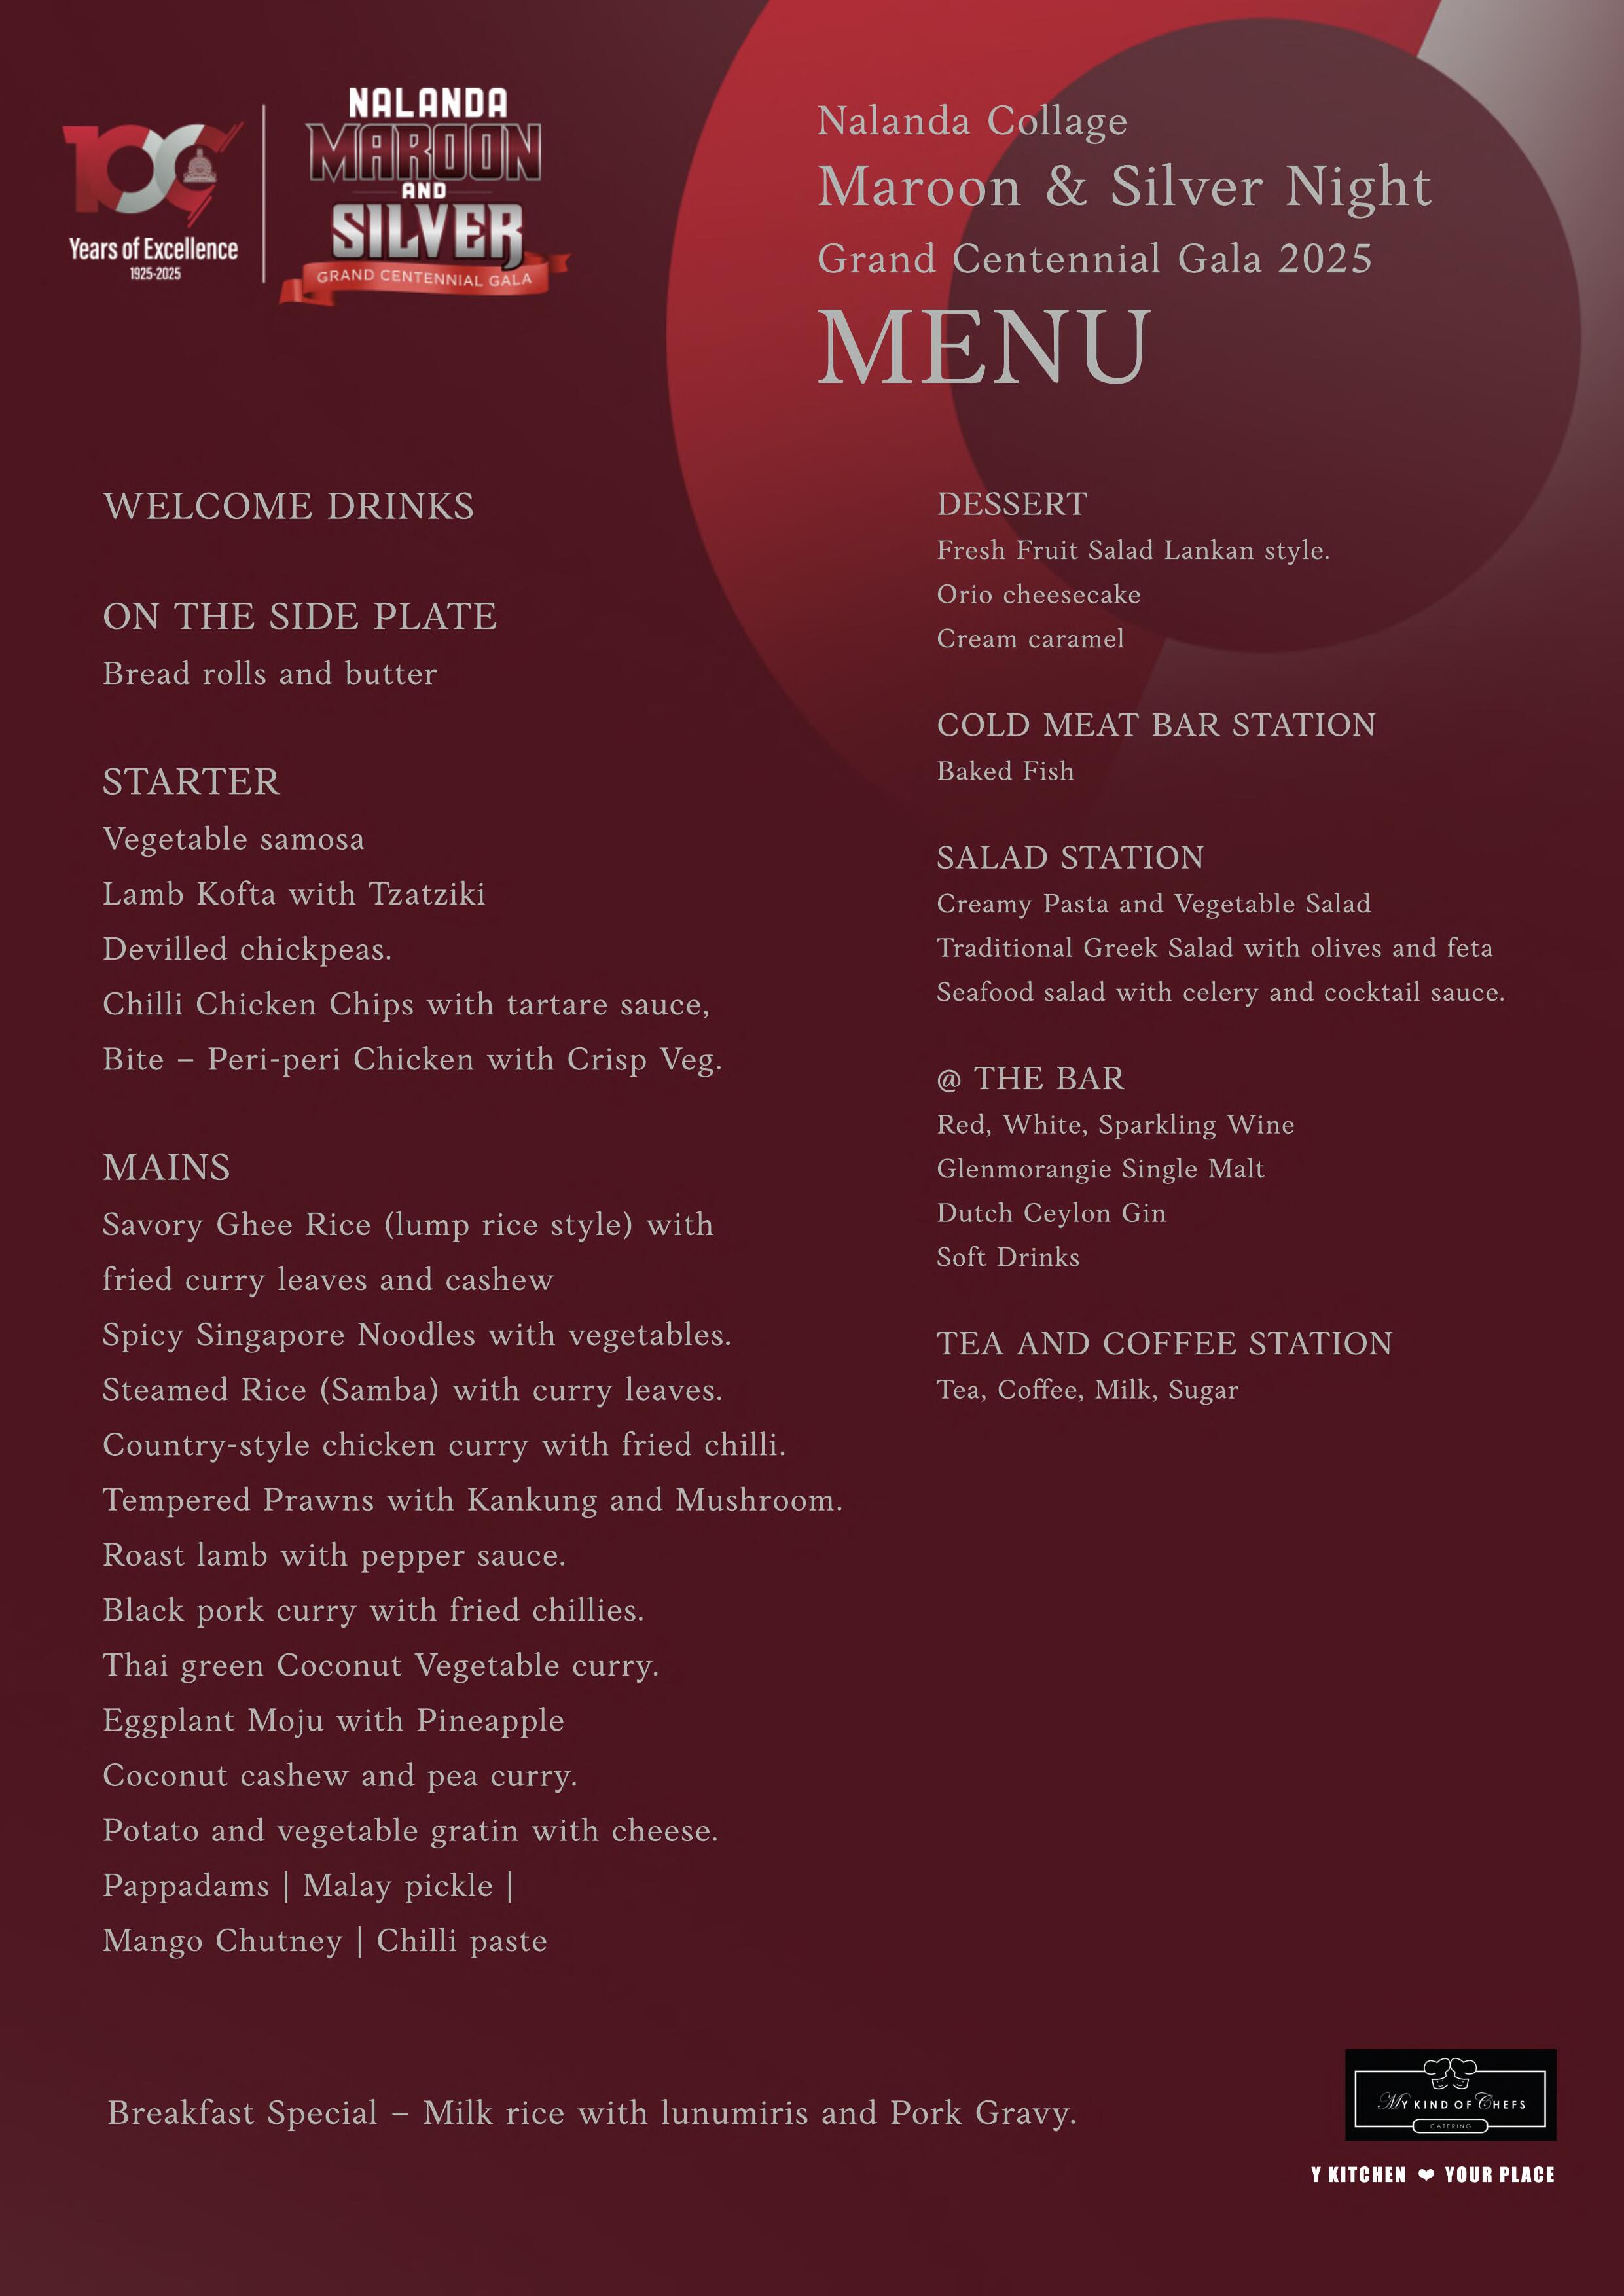 100
Years of Excellence
1925-2025
NALANDA
MAROON
AND
SILVER
GRAND CENTENNIAL GALA
Nalanda Collage
Maroon & Silver Night
Grand Centennial Gala 2025
MENU
WELCOME DRINKS
ON THE SIDE PLATE
Bread rolls and butter
STARTER
Vegetable samosa
Lamb Kofta with Tzatziki
Devilled chickpeas.
Chilli Chicken Chips with tartare sauce,
Bite – Peri-peri Chicken with Crisp Veg.
MAINS
Savory Ghee Rice (lump rice style) with
fried curry leaves and cashew
Spicy Singapore Noodles with vegetables.
Steamed Rice (Samba) with curry leaves.
Country-style chicken curry with fried chilli.
Tempered Prawns with Kankung and Mushroom.
Roast lamb with pepper sauce.
Black pork curry with fried chillies.
Thai green Coconut Vegetable curry.
Eggplant Moju with Pineapple
Coconut cashew and pea curry.
Potato and vegetable gratin with cheese.
Pappadams | Malay pickle |
Mango Chutney | Chilli paste
DESSERT
Fresh Fruit Salad Lankan style.
Orio cheesecake
Cream caramel
COLD MEAT BAR STATION
Baked Fish
SALAD STATION
Creamy Pasta and Vegetable Salad
Traditional Greek Salad with olives and feta
Seafood salad with celery and cocktail sauce.
@ THE BAR
Red, White, Sparkling Wine
Glenmorangie Single Malt
Dutch Ceylon Gin
Soft Drinks
TEA AND COFFEE STATION
Tea, Coffee, Milk, Sugar
Breakfast Special – Milk rice with lunumiris and Pork Gravy.
MY KIND OF CHEFS
CATERING
Y KITCHEN ❤ YOUR PLACE